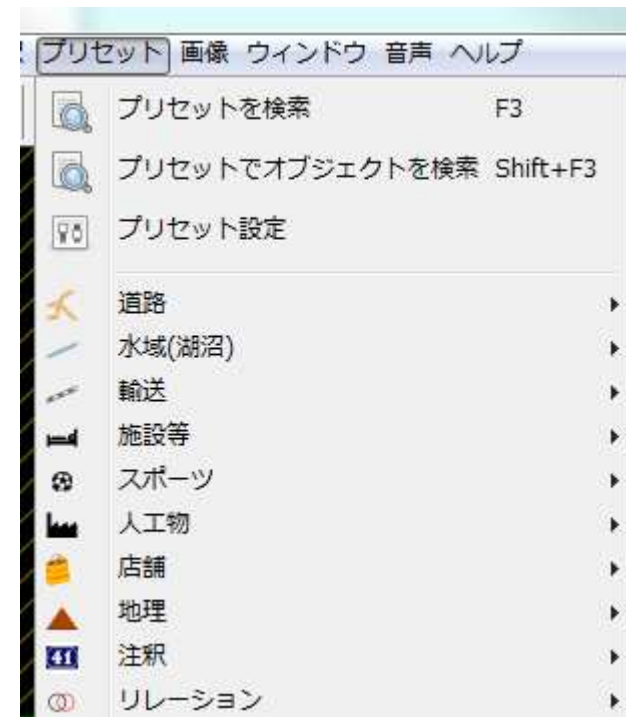 プリセット 画像 ウィンドウ 音声 ヘルプ
プリセットを検索 F3
プリセットでオブジェクトを検索 Shift+F3
プリセット設定
道路
水域(湖沼)
輸送
施設等
スポーツ
人工物
店舗
地理
41 注釈
リレーション